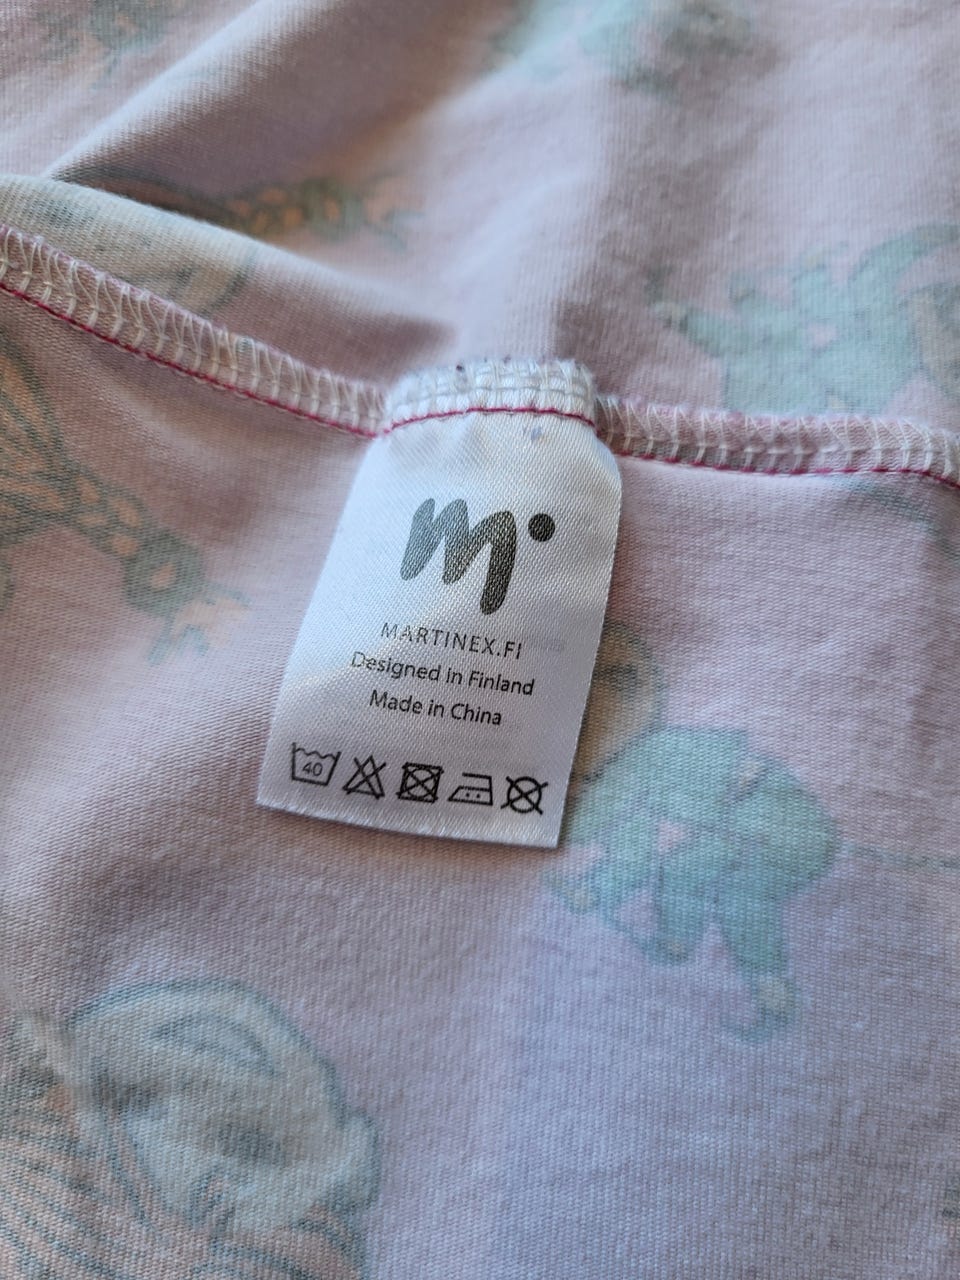 m
MARTINEX.FI
Designed in Finland
Made in China
40